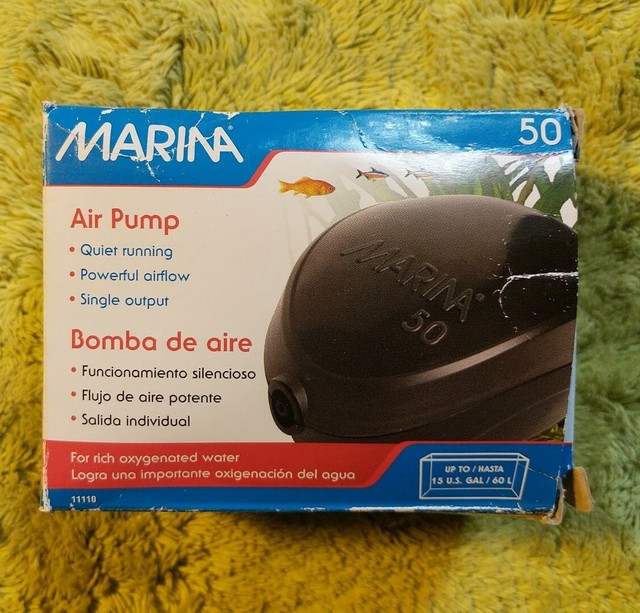 MARINA®
50
Air Pump
• Quiet running
• Powerful airflow
• Single output
Bomba de aire
• Funcionamiento silencioso
• Flujo de aire potente
• Salida individual
MARINA®
50
For rich oxygenated water
Logra una importante oxigenación del agua
UP TO / HASTA
15 U.S. GAL / 60 L
11110